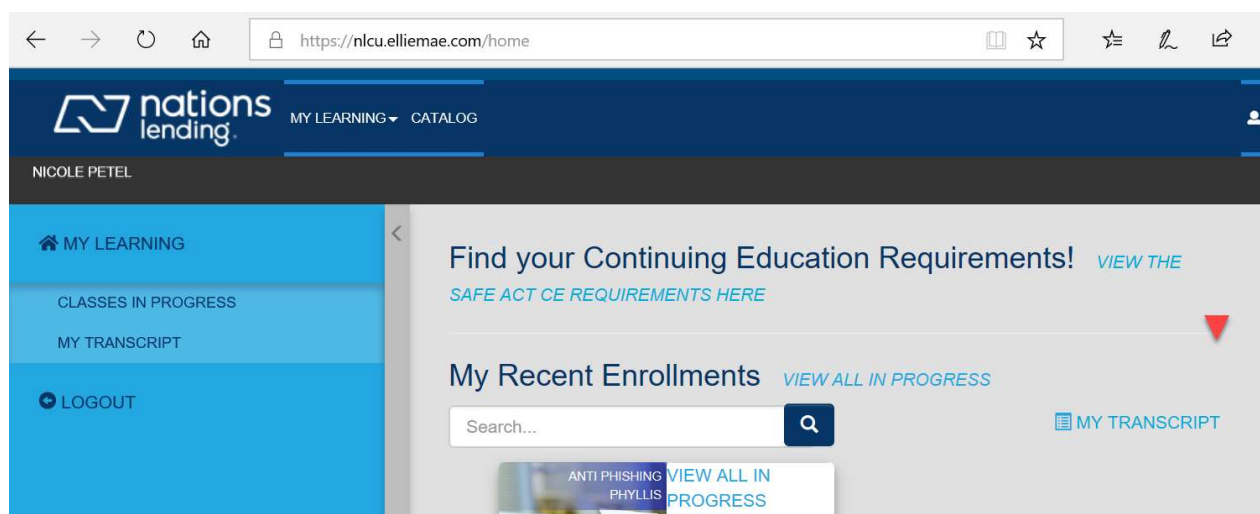 https://nlcu.elliemae.com/home
nations
lending.
MY LEARNING CATALOG
NICOLE PETEL
MY LEARNING
CLASSES IN PROGRESS
MY TRANSCRIPT
LOGOUT
Find your Continuing Education Requirements! VIEW THE
SAFE ACT CE REQUIREMENTS HERE
My Recent Enrollments VIEW ALL IN PROGRESS
Search...
MY TRANSCRIPT
ANTI PHISHING
PHYLLIS
VIEW ALL IN
PROGRESS